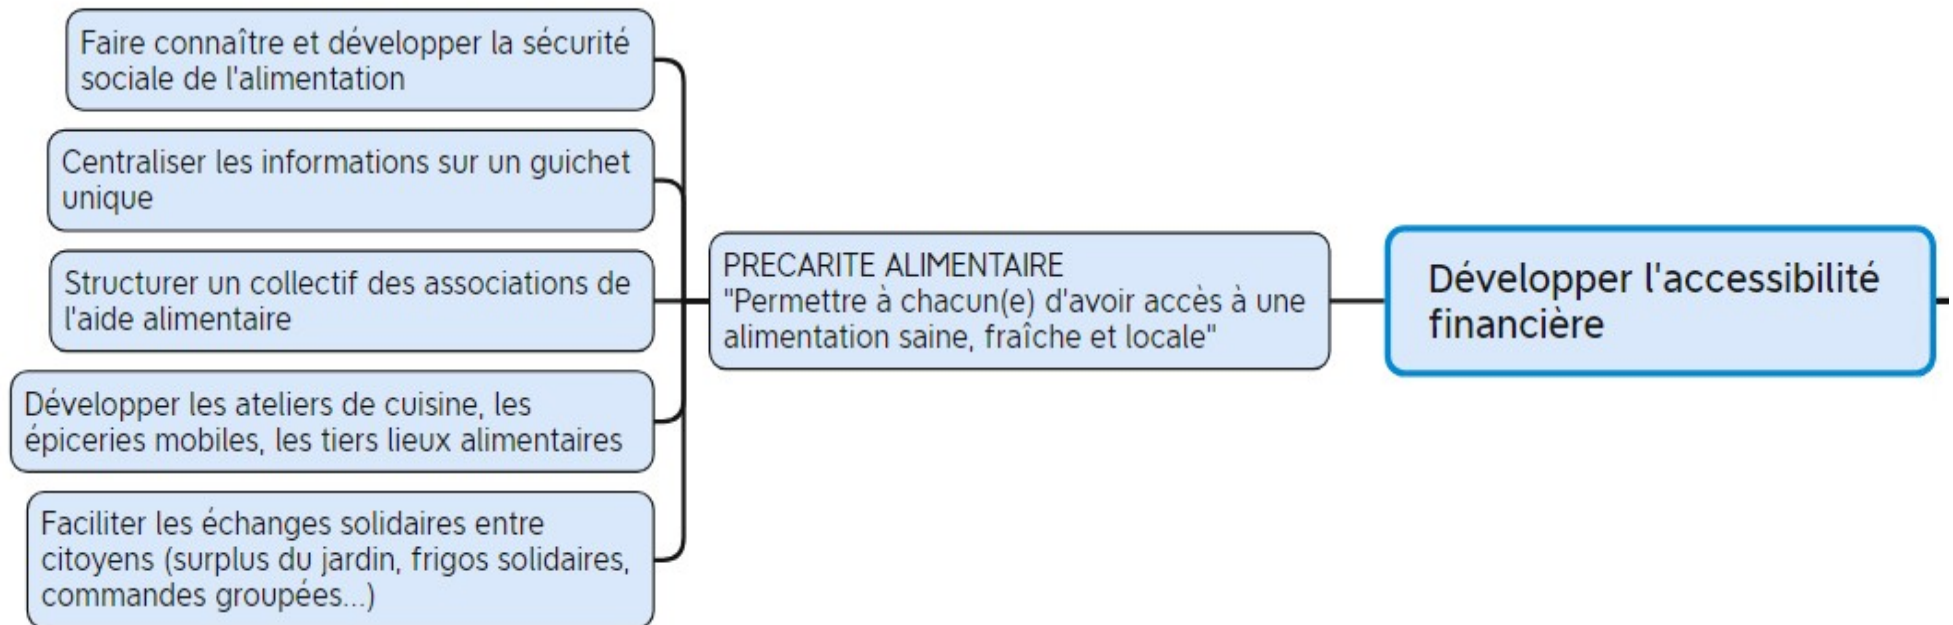 Faire connaître et développer la sécurité
sociale de l'alimentation
Centraliser les informations sur un guichet
unique
Structurer un collectif des associations de
l'aide alimentaire
Développer les ateliers de cuisine, les
épiceries mobiles, les tiers lieux alimentaires
Faciliter les échanges solidaires entre
citoyens (surplus du jardin, frigos solidaires,
commandes groupées...)
PRECARITE ALIMENTAIRE
"Permettre à chacun(e) d'avoir accès à une
alimentation saine, fraîche et locale"
Développer l'accessibilité
financière